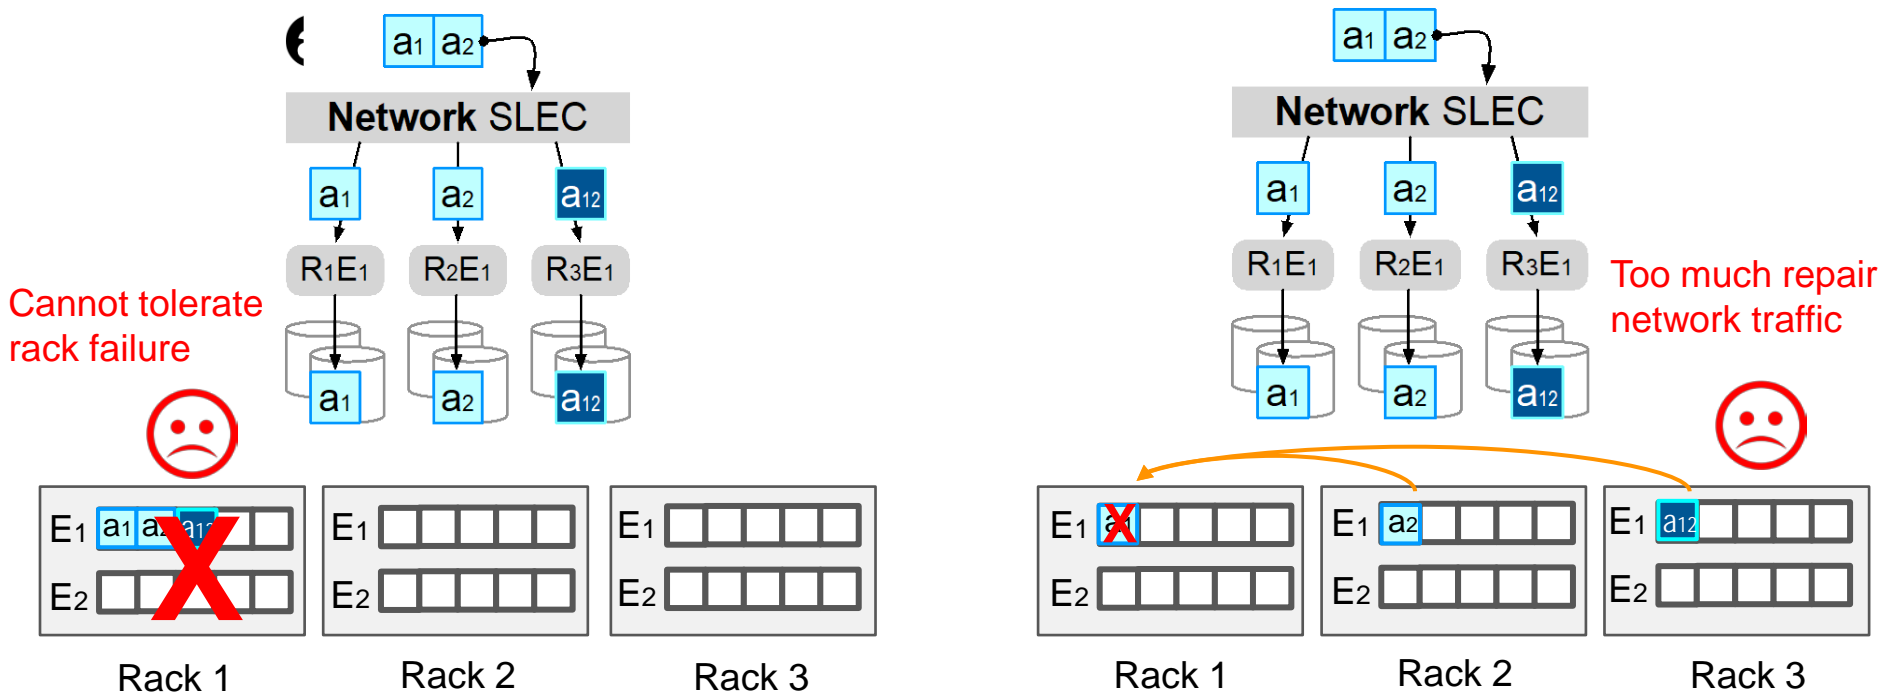 a1 a2
Network SLEC
a1 a2 a12
R1E1 R2E1 R3E1
Cannot tolerate
rack failure
a1 a2 a12
E1 a1 a2 a12
E2
E1
E2
E1
E2
Rack 1 Rack 2 Rack 3
a1 a2
Network SLEC
a1 a2 a12
R1E1 R2E1 R3E1
Too much repair
network traffic
a1 a2 a12
E1 a1
E2
E1 a2
E2
E1 a12
E2
Rack 1 Rack 2 Rack 3